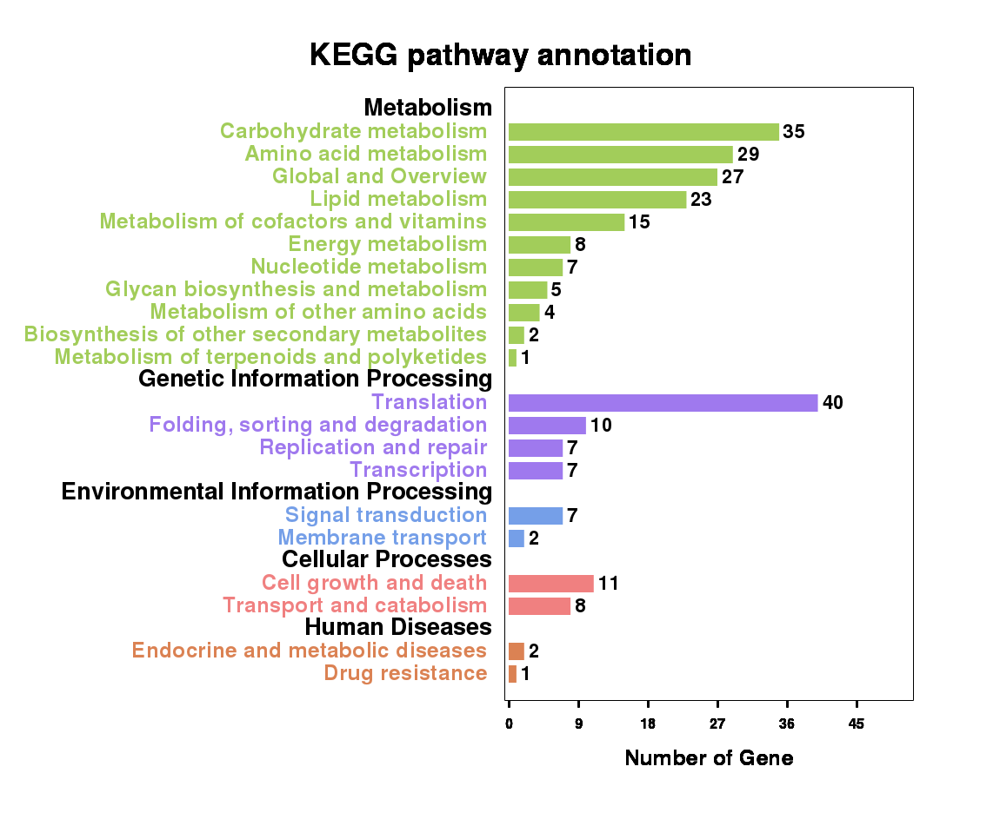 KEGG pathway annotation
Metabolism
Carbohydrate metabolism 35
Amino acid metabolism 29
Global and Overview 27
Lipid metabolism 23
Metabolism of cofactors and vitamins 15
Energy metabolism 8
Nucleotide metabolism 7
Glycan biosynthesis and metabolism 5
Metabolism of other amino acids 4
Biosynthesis of other secondary metabolites 2
Metabolism of terpenoids and polyketides 1
Genetic Information Processing
Translation 40
Folding, sorting and degradation 10
Replication and repair 7
Transcription 7
Environmental Information Processing
Signal transduction 7
Membrane transport 2
Cellular Processes
Cell growth and death 11
Transport and catabolism 8
Human Diseases
Endocrine and metabolic diseases 2
Drug resistance 1
0 9 18 27 36 45
Number of Gene